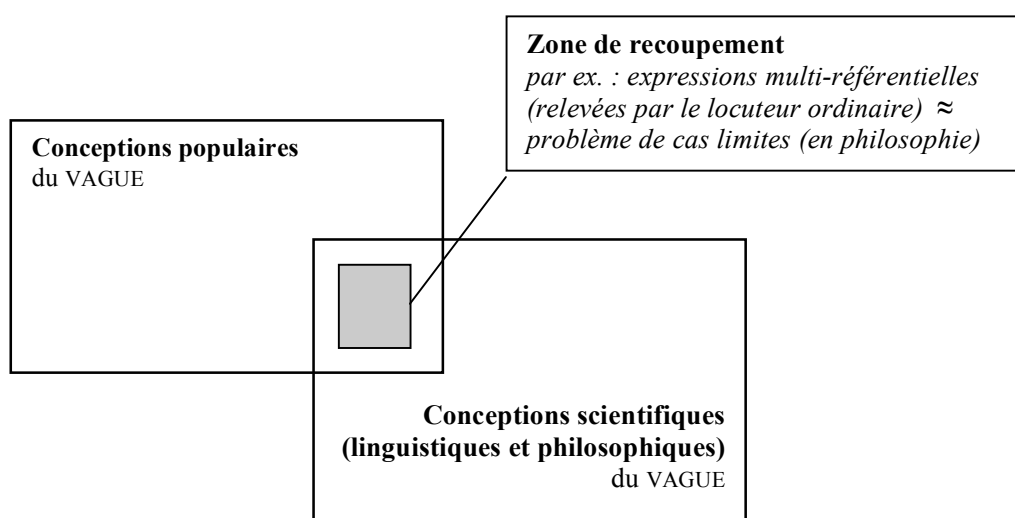 Zone de recoupement
par ex. : expressions multi-référentielles
(relevées par le locuteur ordinaire) ≈
problème de cas limites (en philosophie)
Conceptions populaires
du VAGUE
Conceptions scientifiques
(linguistiques et philosophiques)
du VAGUE